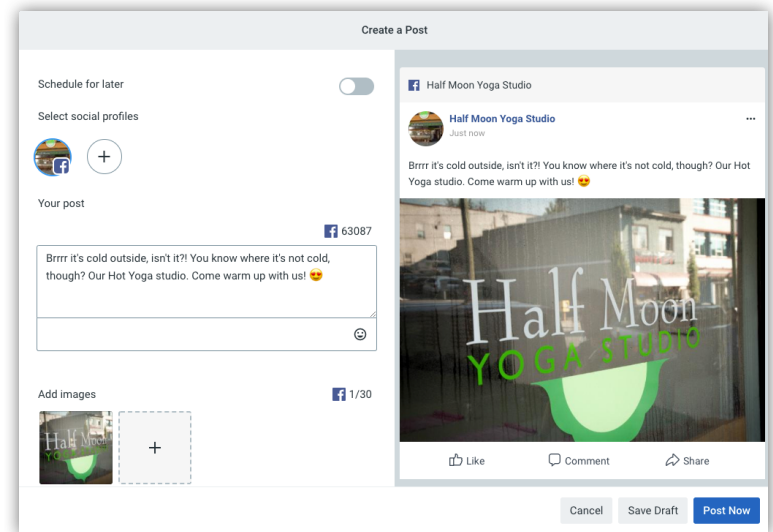 Create a Post
Schedule for later
Select social profiles
Your post
63087
Brrrr it's cold outside, isn't it?! You know where it's not cold,
though? Our Hot Yoga studio. Come warm up with us! 😍
Add images
1/30
Half Moon
YOGA STUDIO
Half Moon Yoga Studio
Half Moon Yoga Studio
Just now
Brrrr it's cold outside, isn't it?! You know where it's not cold, though? Our Hot
Yoga studio. Come warm up with us! 😍
Half Moon
YOGA STUDIO
Like
Comment
Share
Cancel
Save Draft
Post Now